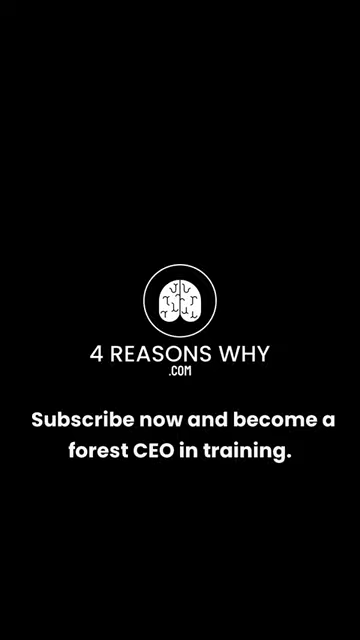 4 REASONS WHY
.COM
Subscribe now and become a
forest CEO in training.